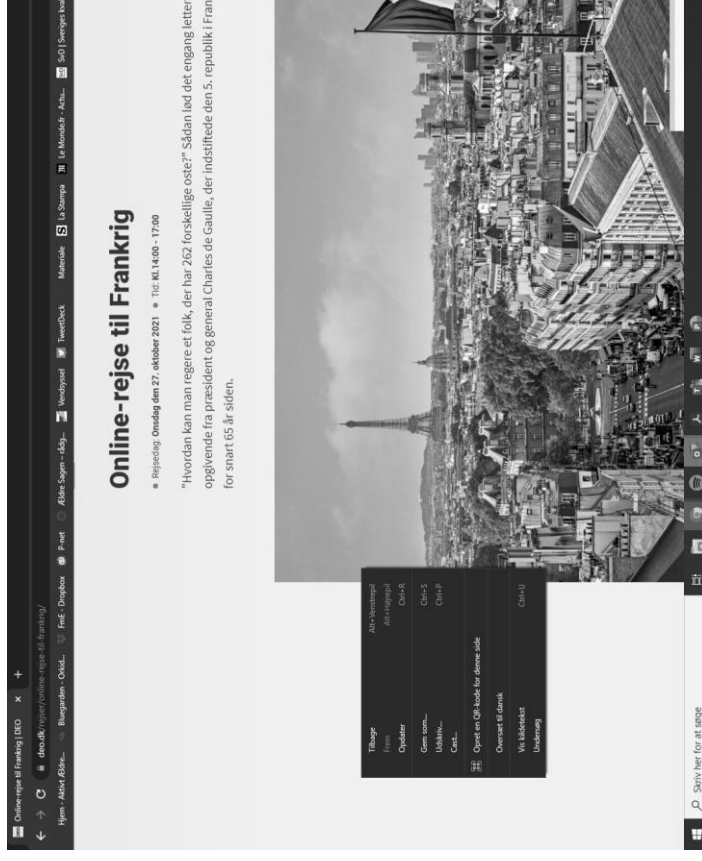 Online-rejse til Frankrig | DEO
deo.dk/rejser/online-rejse-til-frankrig/
Hjem - Aktivt Ældre... Bluegarden - Orkid... FmE - Dropbox P-net Ældre Sagen – rådg... Vendsyssel TweetDeck Materiale La Stampa Le Monde.fr - Actu... SvD | Sveriges kval
Online-rejse til Frankrig
Rejsedag: Onsdag den 27. oktober 2021 • Tid: Kl.14:00 - 17:00
"Hvordan kan man regere et folk, der har 262 forskellige oste?" Sådan lød det engang letter
opgivende fra præsident og general Charles de Gaulle, der indstiftede den 5. republik i Fran
for snart 65 år siden.
Tilbage Alt+Venstrepil
Frem Alt+Højrepil
Opdater Ctrl+R
Gem som... Ctrl+S
Udskriv... Ctrl+P
Cast...
Opret en QR-kode for denne side
Oversæt til dansk
Vis kildetekst Ctrl+U
Undersøg
Skriv her for at søge